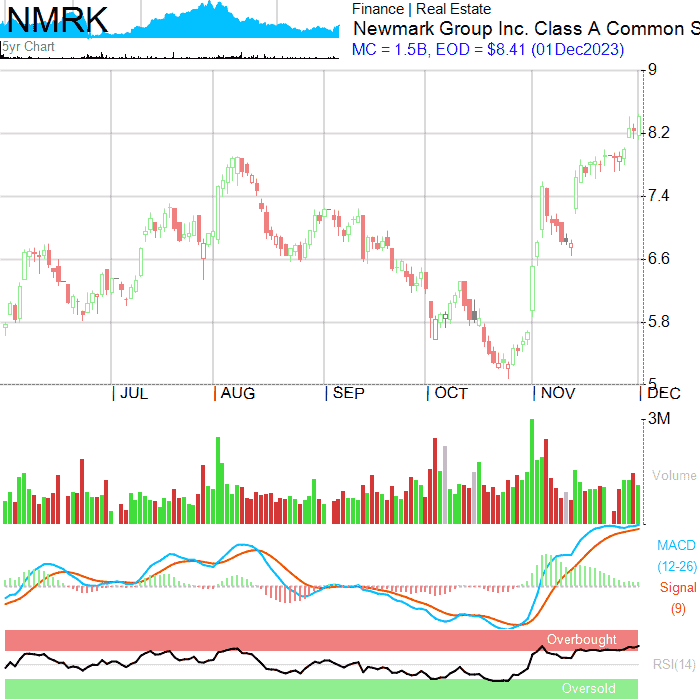 NMRK
5yr Chart
Finance | Real Estate
Newmark Group Inc. Class A Common S
MC = 1.5B, EOD = $8.41 (01Dec2023)
9
8.2
7.4
6.6
5.8
5
JUL AUG SEP OCT NOV DEC
3M
Volume
MACD
(12-26)
Signal
(9)
Overbought
RSI(14)
Oversold